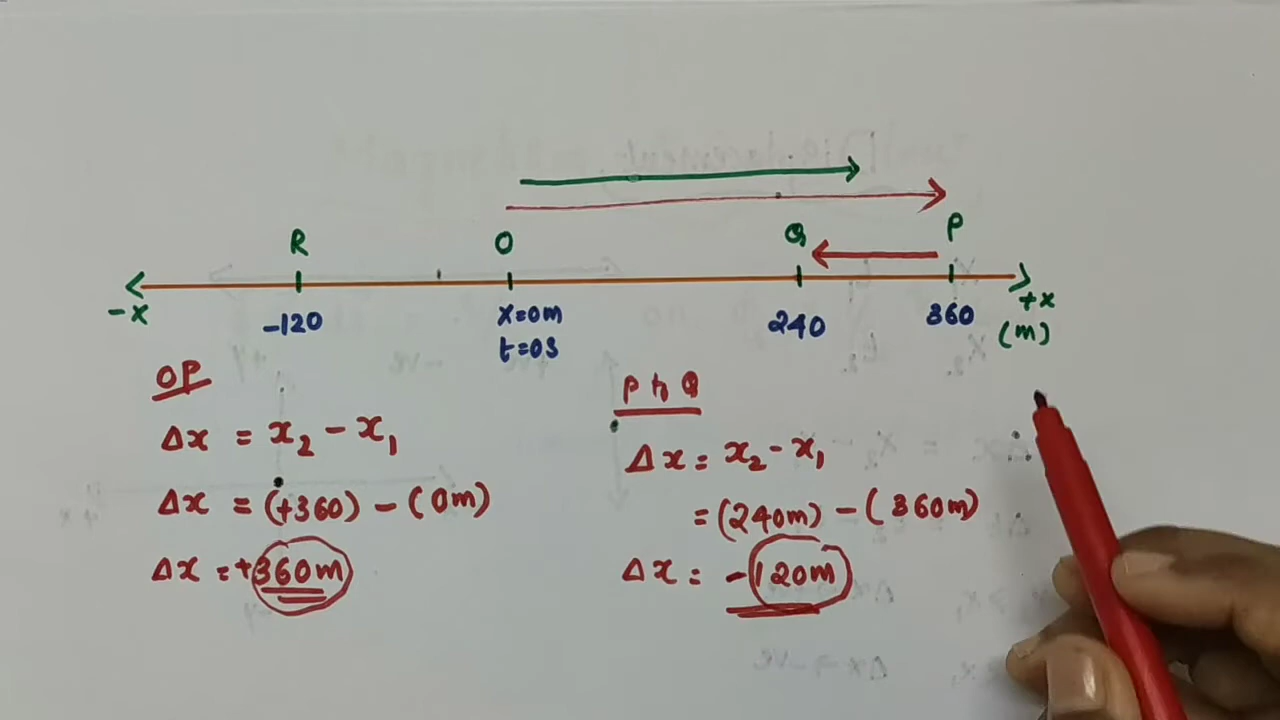 R O Q P
-x +x
-120 x=0m 240 360 (m)
t=0s
OP
Δx = x₂ - x₁
Δx = (+360) - (0m)
Δx = +360m
P to Q
Δx = x₂ - x₁
= (240m) - (360m)
Δx = -120m